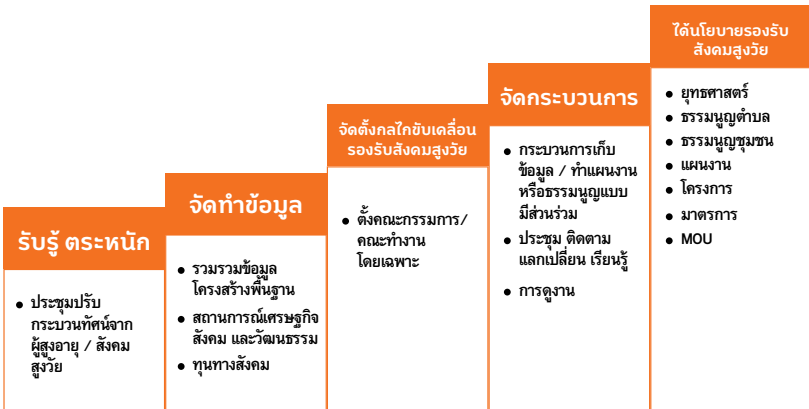 รับรู้ ตระหนัก
● ประชุมปรับ
กระบวนทัศน์จาก
ผู้สูงอายุ / สังคม
สูงวัย
จัดทำข้อมูล
● รวมรวมข้อมูล
โครงสร้างพื้นฐาน
● สถานการณ์เศรษฐกิจ
สังคม และวัฒนธรรม
● ทุนทางสังคม
จัดตั้งกลไกขับเคลื่อน
รองรับสังคมสูงวัย
● ตั้งคณะกรรมการ/
คณะทำงาน
โดยเฉพาะ
จัดกระบวนการ
● กระบวนการเก็บ
ข้อมูล / ทำแผนงาน
หรือธรรมนูญแบบ
มีส่วนร่วม
● ประชุม ติดตาม
แลกเปลี่ยน เรียนรู้
● การดูงาน
ได้นโยบายรองรับ
สังคมสูงวัย
● ยุทธศาสตร์
● ธรรมนูญตำบล
● ธรรมนูญชุมชน
● แผนงาน
● โครงการ
● มาตรการ
● MOU